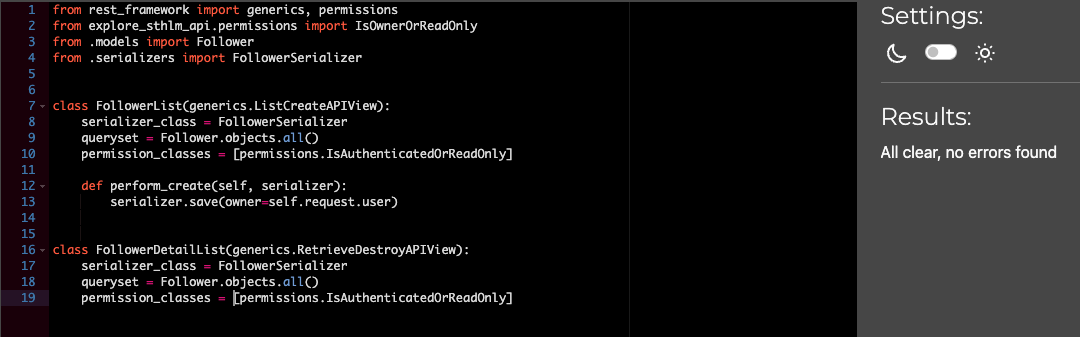 1 from rest_framework import generics, permissions
2 from explore_sthlm_api.permissions import IsOwnerOrReadOnly
3 from .models import Follower
4 from .serializers import FollowerSerializer
5
6
7 class FollowerList(generics.ListCreateAPIView):
8     serializer_class = FollowerSerializer
9     queryset = Follower.objects.all()
10     permission_classes = [permissions.IsAuthenticatedOrReadOnly]
11
12     def perform_create(self, serializer):
13         serializer.save(owner=self.request.user)
14
15
16 class FollowerDetailList(generics.RetrieveDestroyAPIView):
17     serializer_class = FollowerSerializer
18     queryset = Follower.objects.all()
19     permission_classes = [permissions.IsAuthenticatedOrReadOnly]
Settings:
Results:
All clear, no errors found